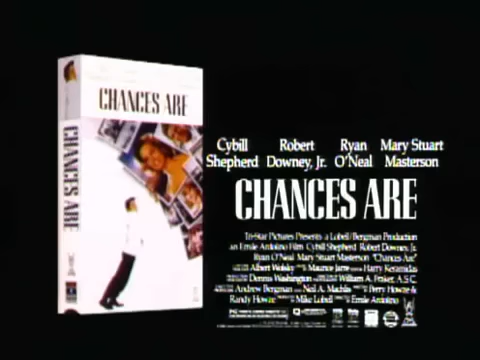 CHANCES ARE
CHANCES ARE
Cybill Robert Ryan Mary Stuart
Shepherd Downey, Jr. O'Neal Masterson
CHANCES ARE
Tri-Star Pictures Presents a Lobell/Bergman Production
an Emile Ardolino Film Cybill Shepherd Robert Downey, Jr.
Ryan O'Neal Mary Stuart Masterson "Chances Are"
Albert Wolsky Maurice Jarre Harry Keramidas
Dennis Washington William A. Fraker, A.S.C.
Andrew Bergman Neil A. Machlis Perry Howze &
Randy Howze Mike Lobell Emile Ardolino
PG